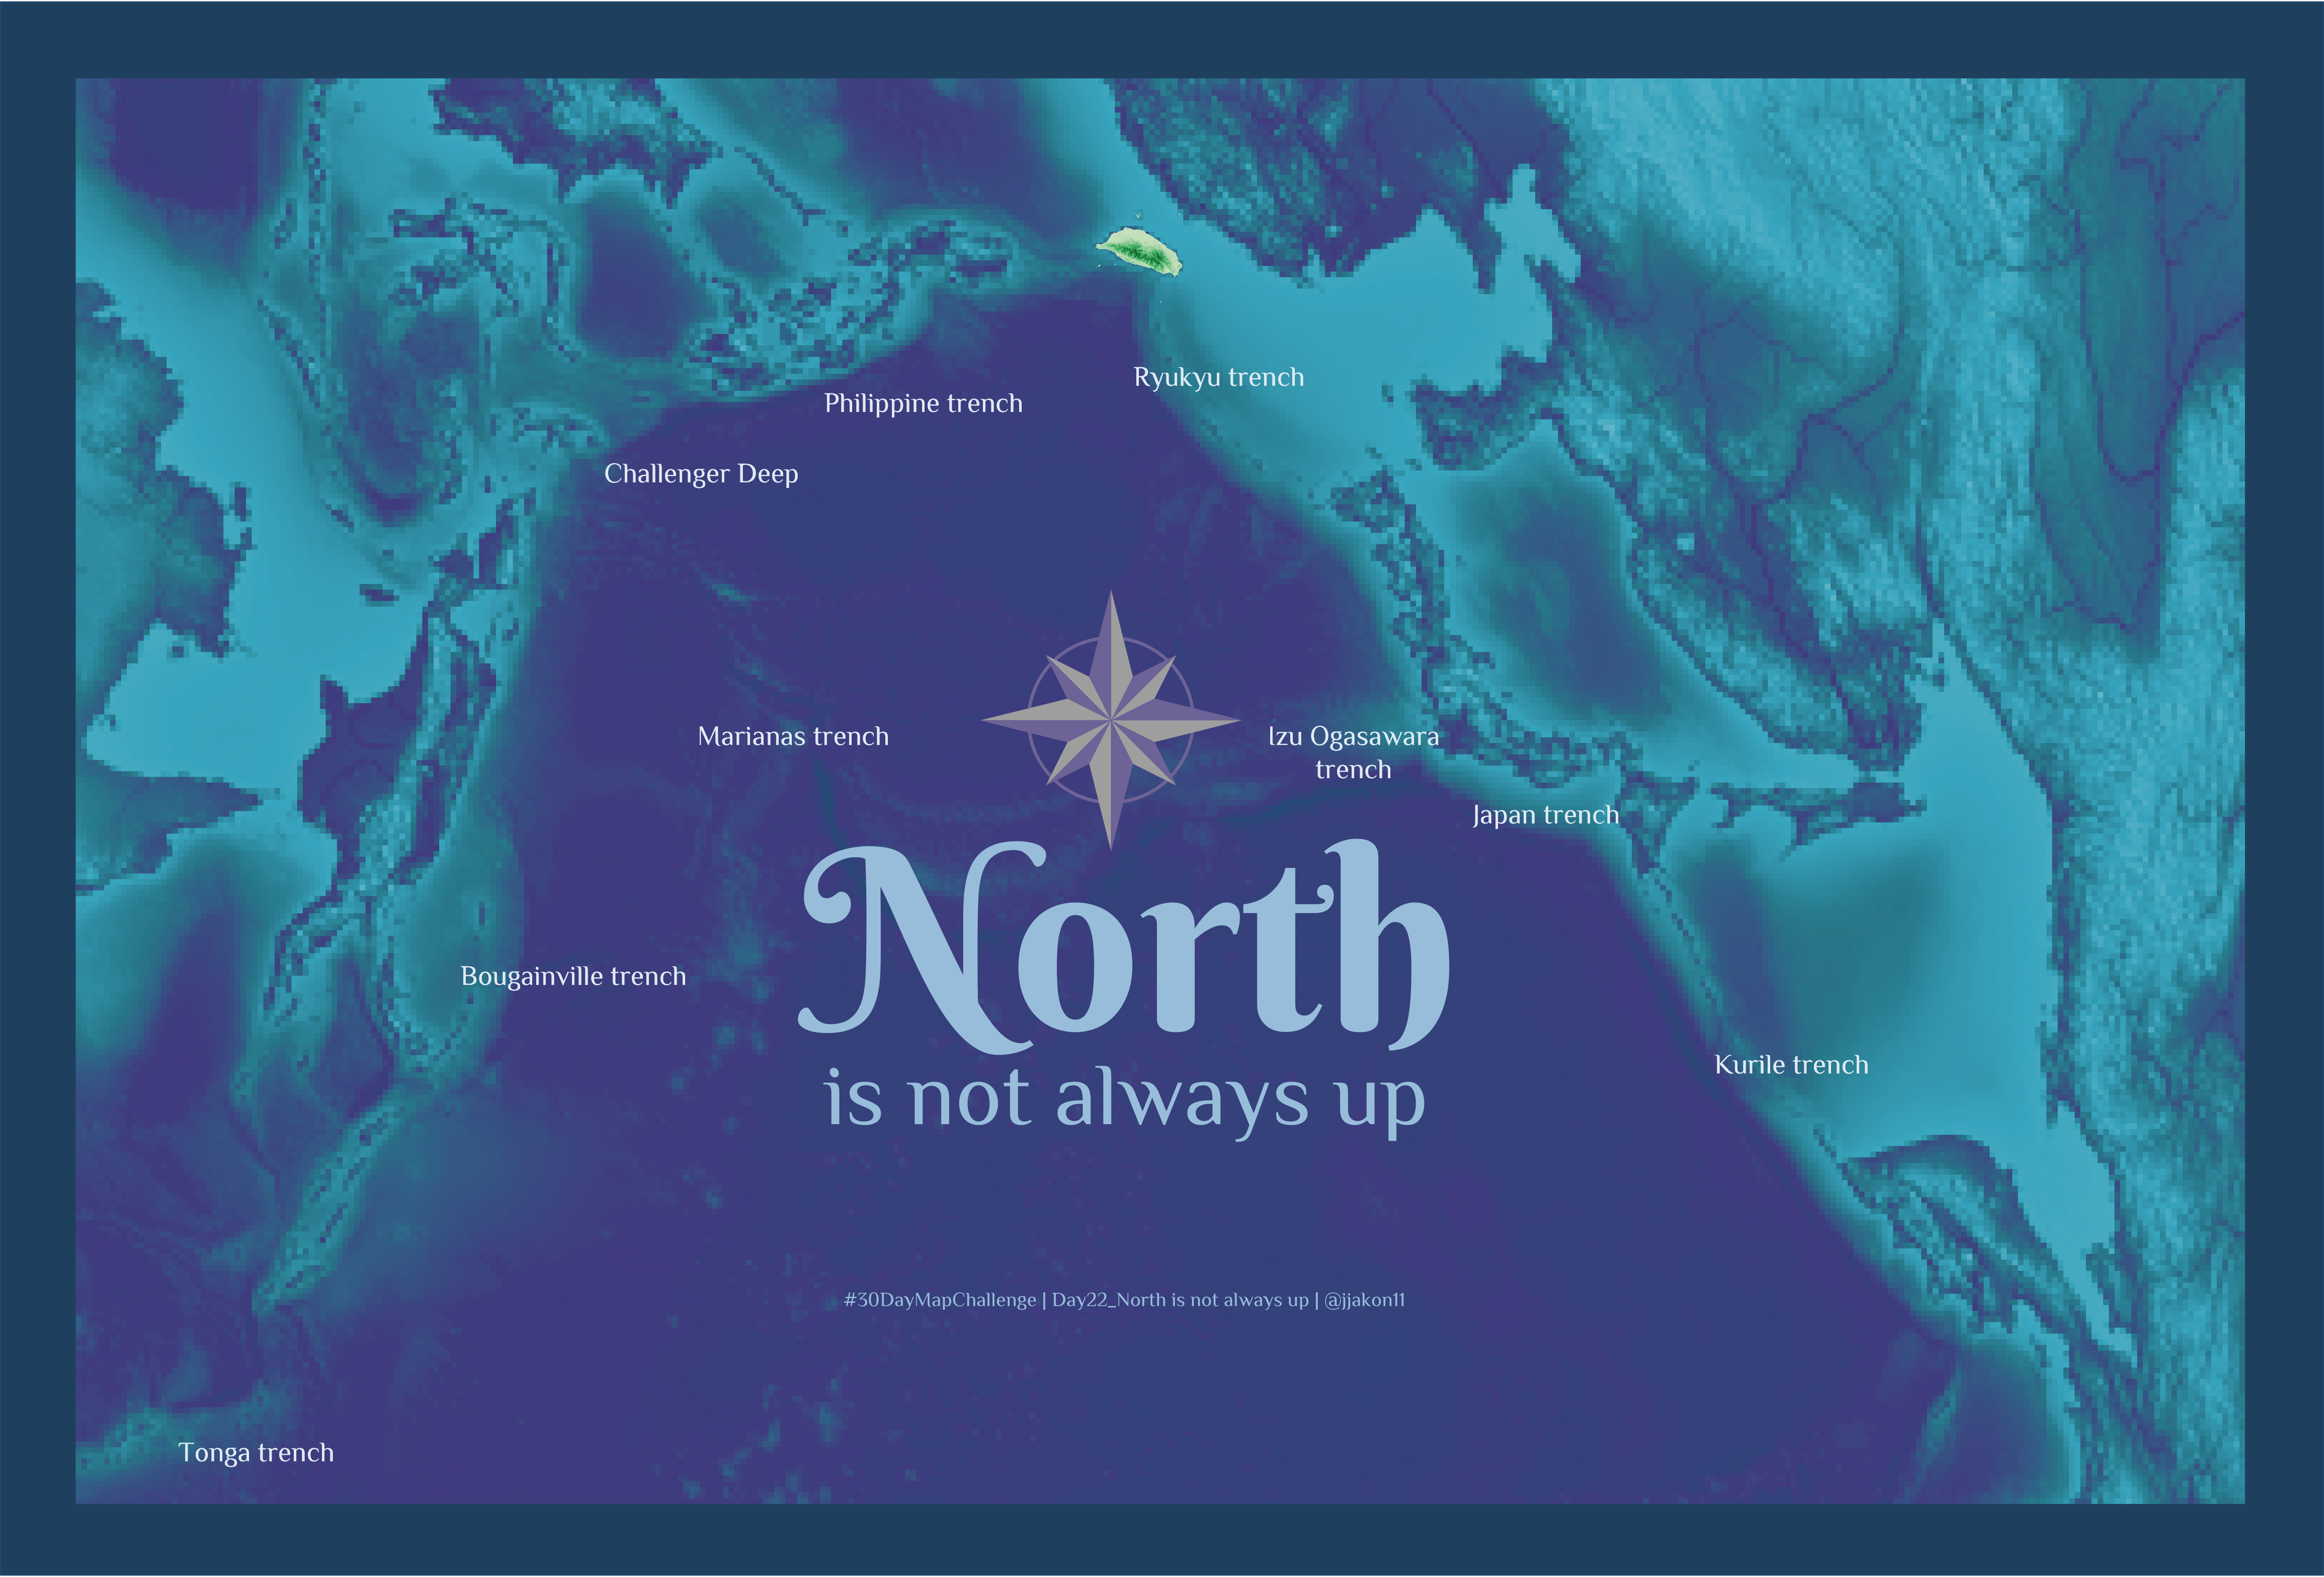 Ryukyu trench
Philippine trench
Challenger Deep
Marianas trench
Izu Ogasawara
trench
Japan trench
North
is not always up
Bougainville trench
Kurile trench
#30DayMapChallenge | Day22_North is not always up | @jjakon11
Tonga trench